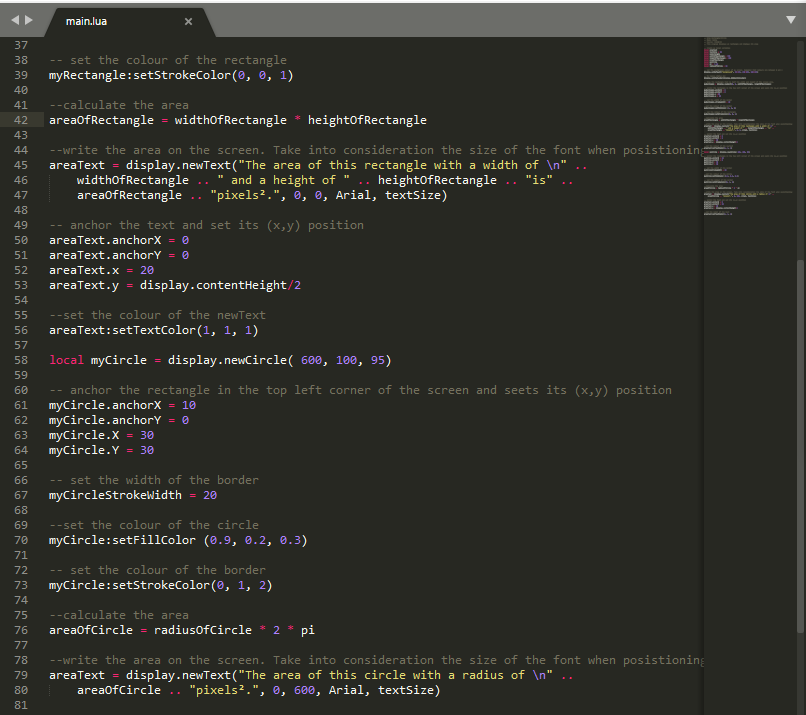 main.lua
37
38 -- set the colour of the rectangle
39 myRectangle:setStrokeColor(0, 0, 1)
40
41 --calculate the area
42 areaOfRectangle = widthOfRectangle * heightOfRectangle
43
44 --write the area on the screen. Take into consideration the size of the font when posistioning
45 areaText = display.newText("The area of this rectangle with a width of \n" ..
46 widthOfRectangle .. " and a height of " .. heightOfRectangle .. "is" ..
47 areaOfRectangle .. "pixels².", 0, 0, Arial, textSize)
48
49 -- anchor the text and set its (x,y) position
50 areaText.anchorX = 0
51 areaText.anchorY = 0
52 areaText.x = 20
53 areaText.y = display.contentHeight/2
54
55 --set the colour of the newText
56 areaText:setTextColor(1, 1, 1)
57
58 local myCircle = display.newCircle( 600, 100, 95)
59
60 -- anchor the rectangle in the top left corner of the screen and seets its (x,y) position
61 myCircle.anchorX = 10
62 myCircle.anchorY = 0
63 myCircle.X = 30
64 myCircle.Y = 30
65
66 -- set the width of the border
67 myCircleStrokeWidth = 20
68
69 --set the colour of the circle
70 myCircle:setFillColor (0.9, 0.2, 0.3)
71
72 -- set the colour of the border
73 myCircle:setStrokeColor(0, 1, 2)
74
75 --calculate the area
76 areaOfCircle = radiusOfCircle * 2 * pi
77
78 --write the area on the screen. Take into consideration the size of the font when posistioning
79 areaText = display.newText("The area of this circle with a radius of \n" ..
80 areaOfCircle .. "pixels².", 0, 600, Arial, textSize)
81